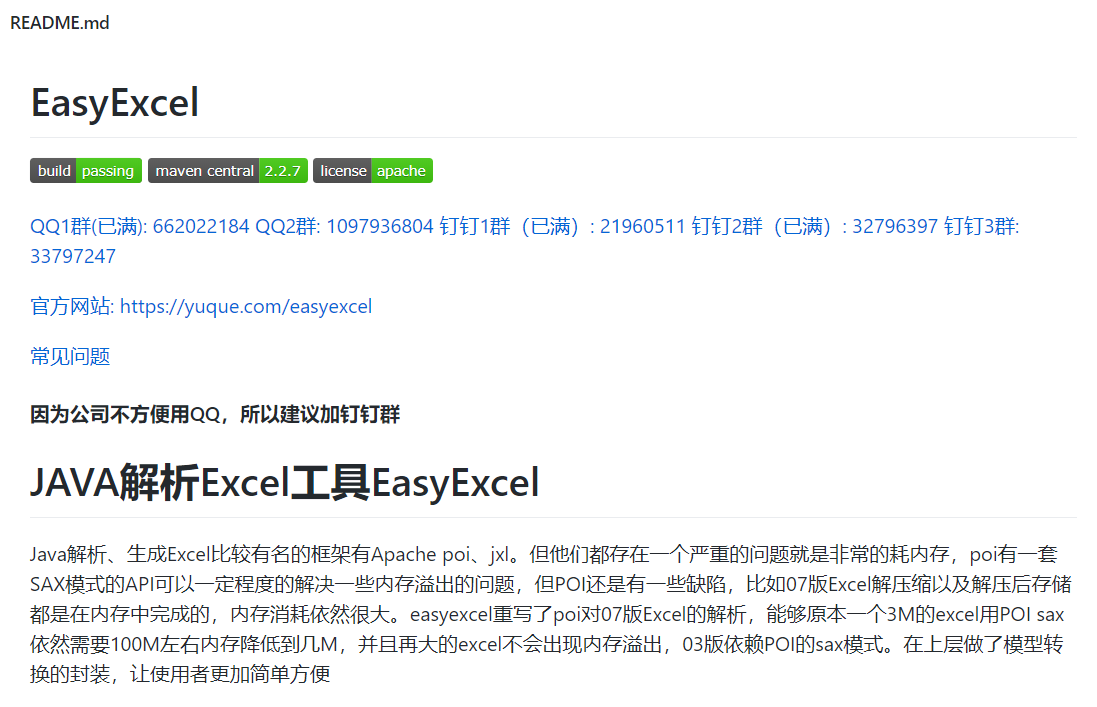 README.md
EasyExcel
build passing maven central 2.2.7 license apache
QQ1群(已满): 662022184 QQ2群: 1097936804 钉钉1群（已满）: 21960511 钉钉2群（已满）: 32796397 钉钉3群:
33797247
官方网站: https://yuque.com/easyexcel
常见问题
因为公司不方便用QQ，所以建议加钉钉群
JAVA解析Excel工具EasyExcel
Java解析、生成Excel比较有名的框架有Apache poi、jxl。但他们都存在一个严重的问题就是非常的耗内存，poi有一套
SAX模式的API可以一定程度的解决一些内存溢出的问题，但POI还是有一些缺陷，比如07版Excel解压缩以及解压后存储
都是在内存中完成的，内存消耗依然很大。easyexcel重写了poi对07版Excel的解析，能够原本一个3M的excel用POI sax
依然需要100M左右内存降低到几M，并且再大的excel不会出现内存溢出，03版依赖POI的sax模式。在上层做了模型转
换的封装，让使用者更加简单方便